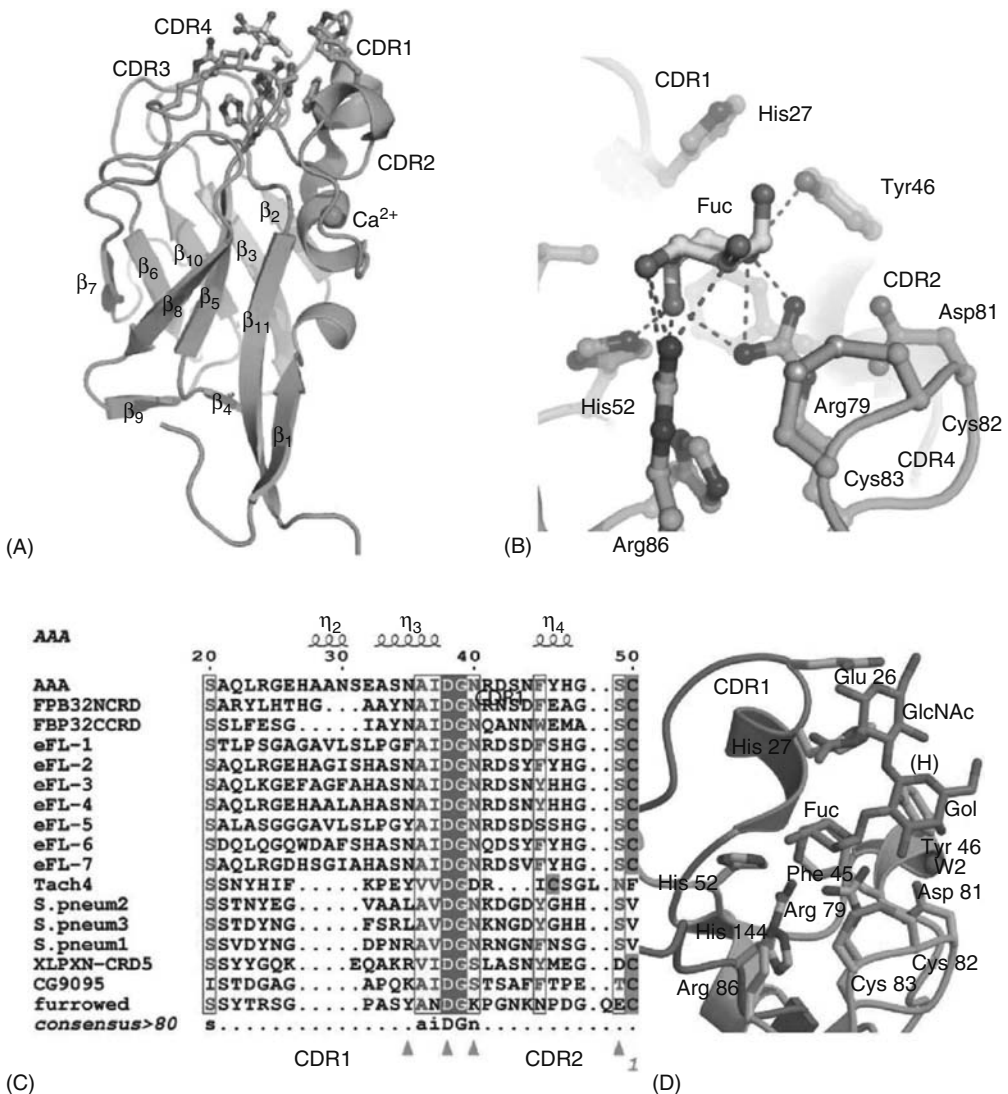 CDR4
CDR1
CDR3
CDR2
Ca2+
β2
β10
β3
β6
β7
β8
β5
β11
β9
β4
β1
(A)
CDR1
His27
Fuc
Tyr46
CDR2
Asp81
His52
Arg79
Cys82
CDR4
Cys83
Arg86
(B)
AAA
η2 η3 η4
20 30 40 50
AAA SAQLRGEHAANSEASNAIDGNRDSNFYHG..SC
CDR1
FPB32NCRD SARYLHTHG...AAYNAIDGNRNSDFEAG..SC
FBP32CCRD SSLFESG.....IAYNAIDGNQANNWEMA..SC
eFL-1 STLPSGAGAVLSLPGFAIDGNRDSDFSHG..SC
eFL-2 SAQLRGEHAGISHASNAIDGNRDSYFYHG..SC
eFL-3 SAQLKGEFAGFAHASNAIDGNRDSNYHHG..SC
eFL-4 SAQLRGEHAALAHASNAIDGNRDSNYHHG..SC
eFL-5 SALASGGGAVLSLPGYAIDGNRDSDSSHG..SC
eFL-6 SDQLQGQWDAFSHASNAIDGNQDSNYYHG..SC
eFL-7 SAQLRGDHSGIAHASNAIDGNRDSVFYHG..SC
Tach4 SSNYHIF.....KPEYVVDGDR...ICSGL.NF
S.pneum2 SSTNYEG.....VAALAVDGNKDGDYGHH..SV
S.pneum3 SSTDYNG.....FSRLAVDGNKNGDYGHH..SV
S.pneum1 SSVDYNG.....DPNRAVDGNRNGNFNSG..SV
XLPXN-CRD5 SSYYGQK....EQAKRVIDGSLASNYMEG..DC
CG9095 ISTDGAG.....APQKAIDGSTSAFFTPE..TC
furrowed SSYTRSG.....PASYANDGKPGNKNPDG.QEC
consensus>80 s...............aiDGn............
CDR1 CDR2
1
(C)
CDR1
Glu 26
GlcNAc
His 27
(H)
Fuc
Gol
Tyr 46
W2
Phe 45
His 52
Asp 81
Arg 79
His 144
Cys 82
Arg 86
Cys 83
(D)